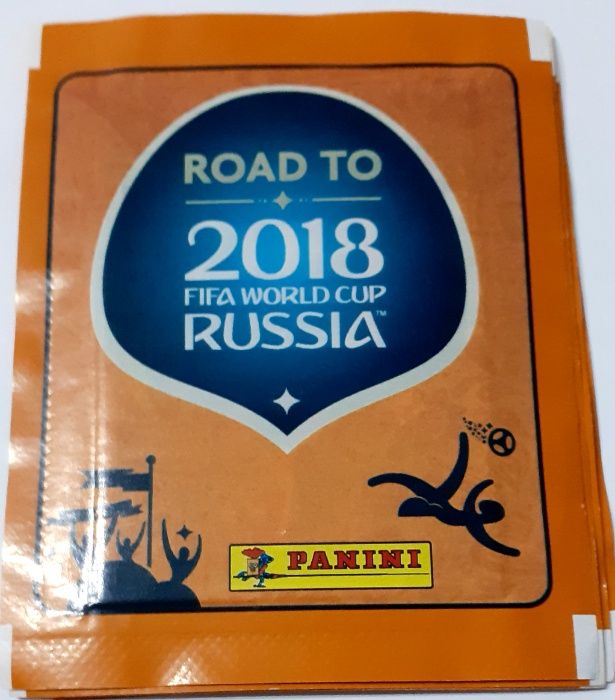 ROAD TO
2018
FIFA WORLD CUP
RUSSIA™
PANINI